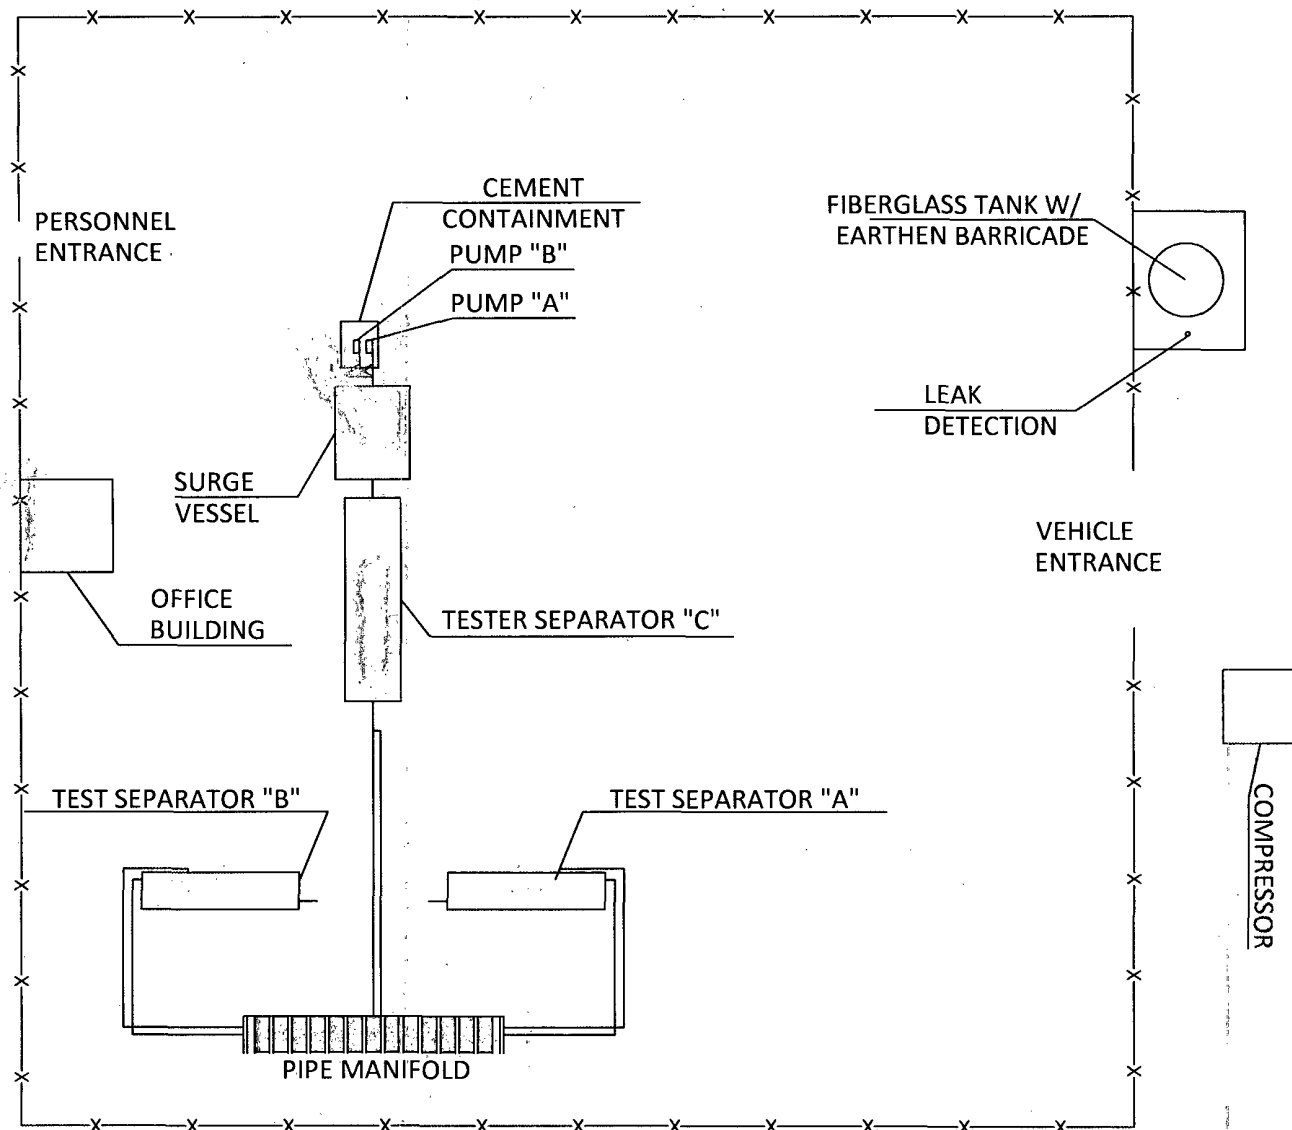 CEMENT
CONTAINMENT
PUMP "B"
PUMP "A"
PERSONNEL
ENTRANCE
FIBERGLASS TANK W/
EARTHEN BARRICADE
LEAK
DETECTION
SURGE
VESSEL
VEHICLE
ENTRANCE
OFFICE
BUILDING
TESTER SEPARATOR "C"
TEST SEPARATOR "B"
TEST SEPARATOR "A"
COMPRESSOR
PIPE MANIFOLD